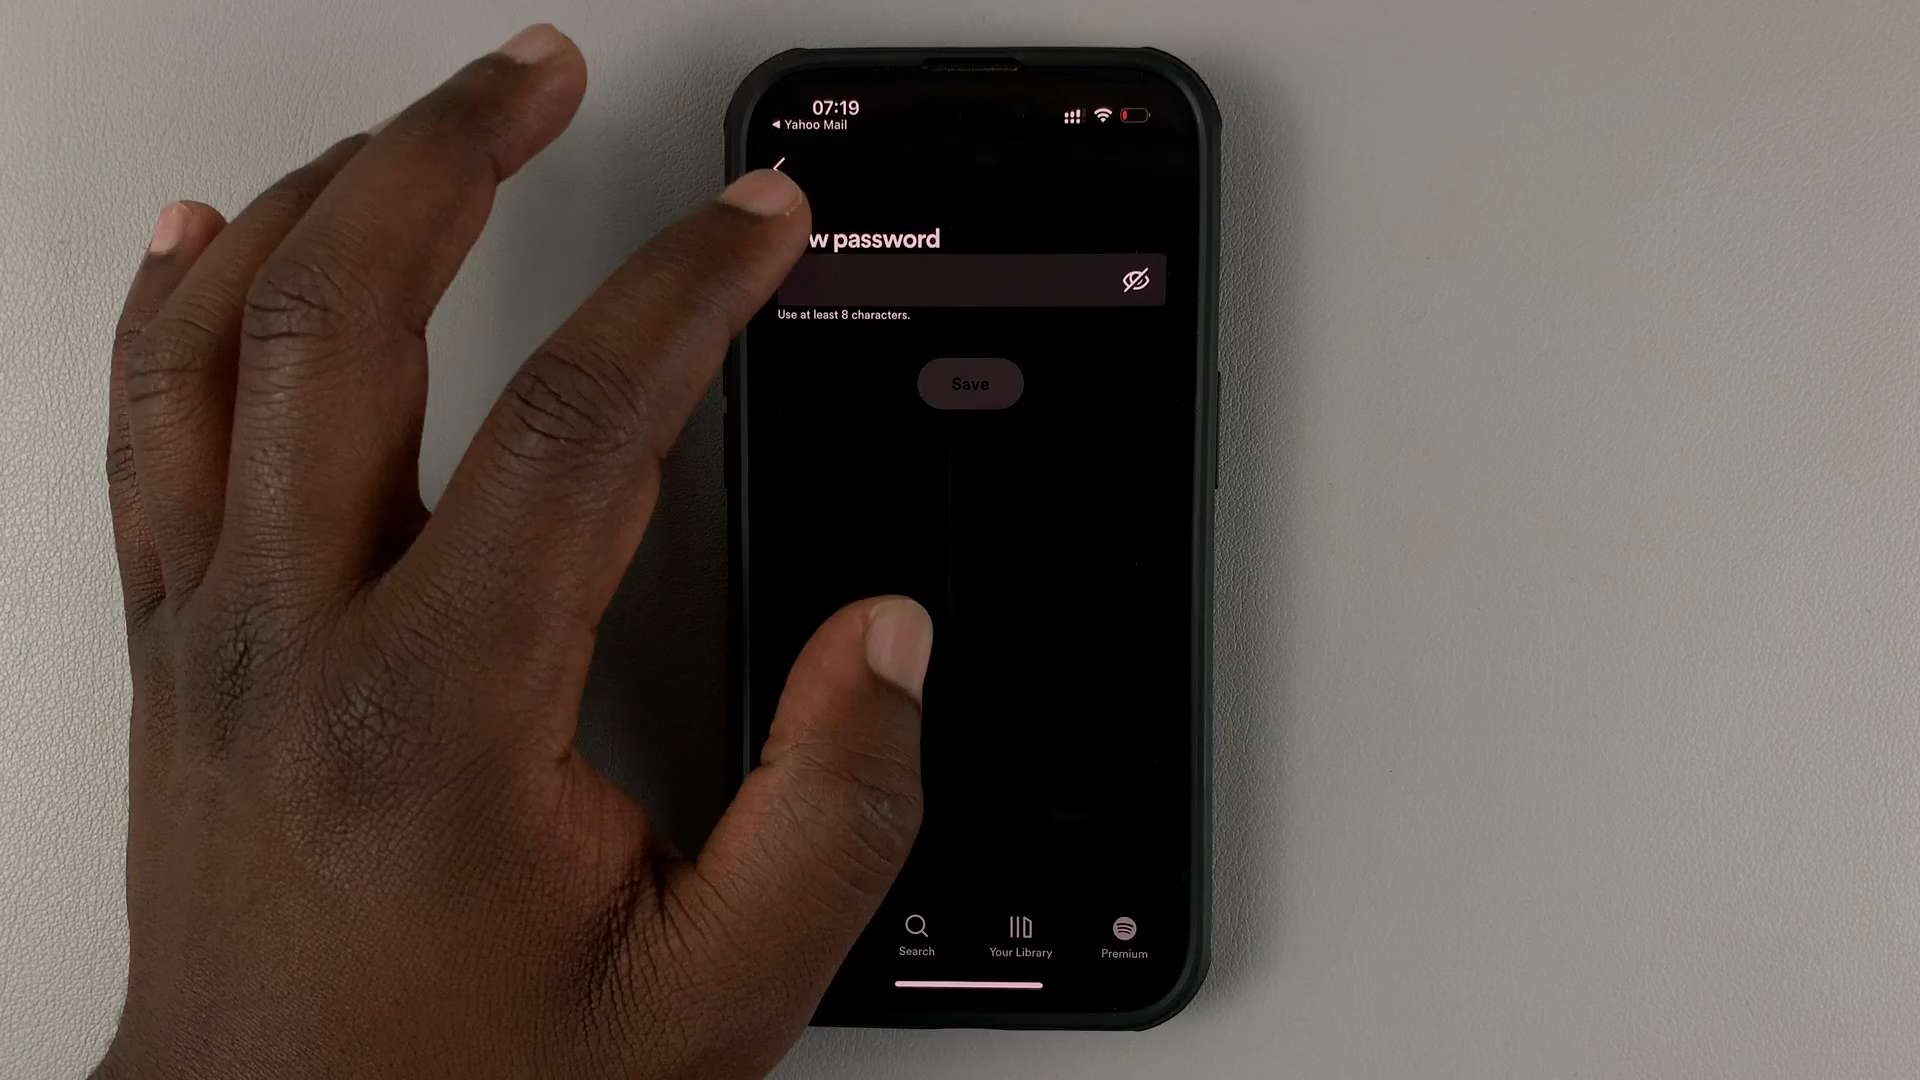 07:19
◀ Yahoo Mail
w password
Use at least 8 characters.
Save
Search
Your Library
Premium